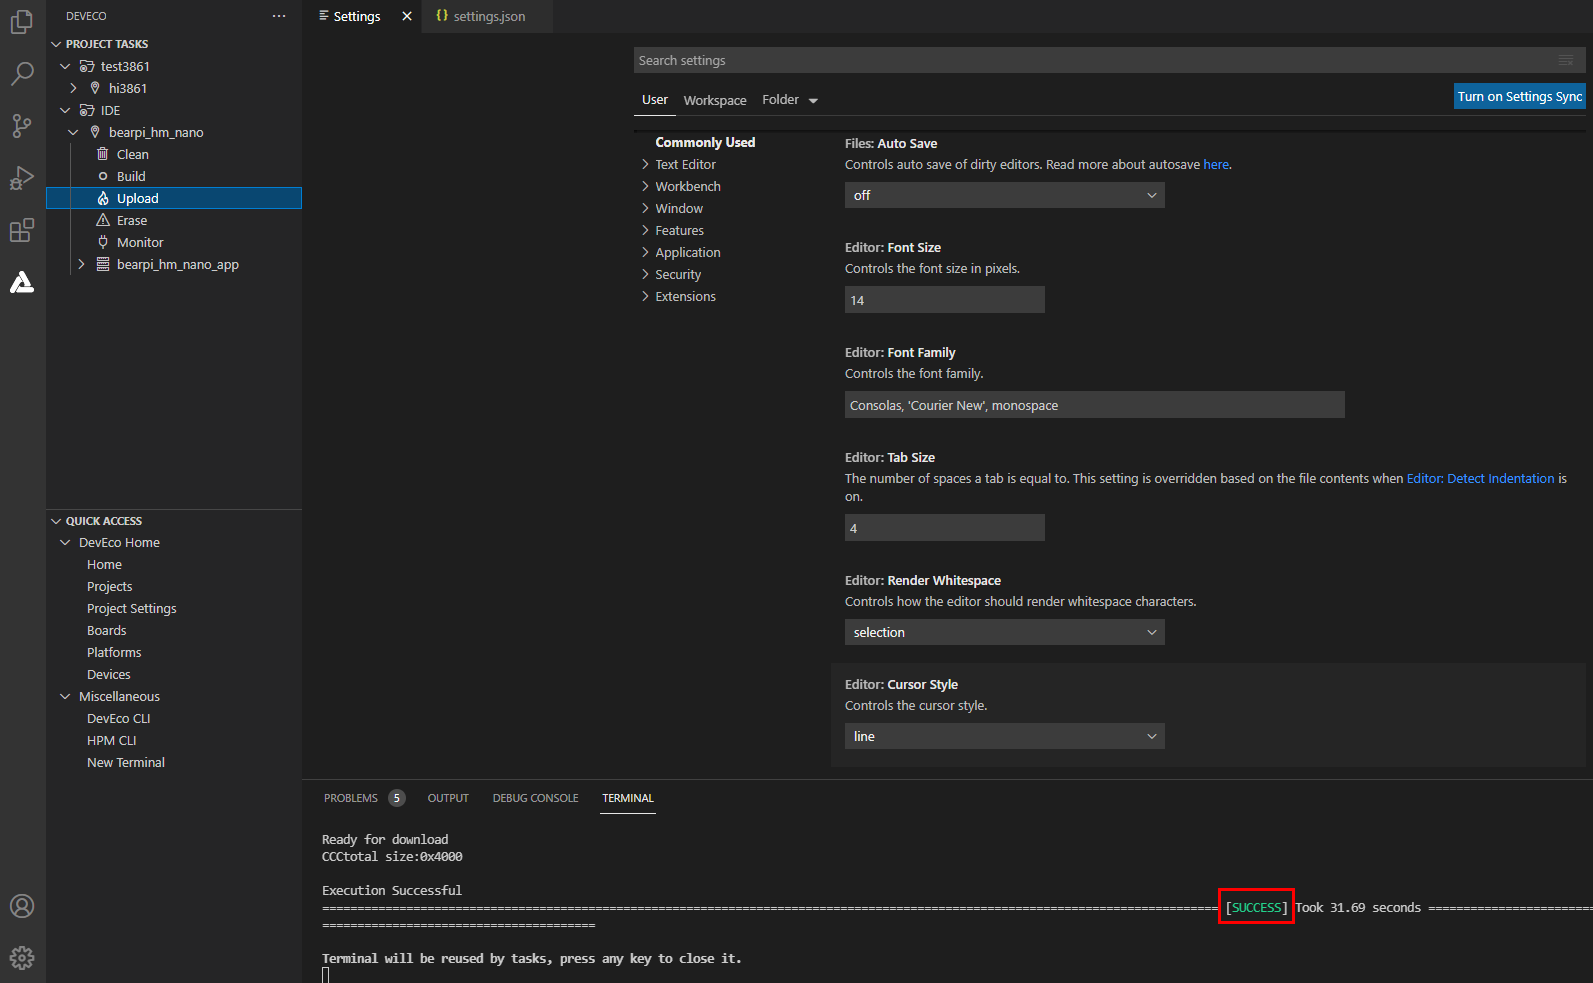 DEVECO
PROJECT TASKS
test3861
hi3861
IDE
bearpi_hm_nano
Clean
Build
Upload
Erase
Monitor
bearpi_hm_nano_app
QUICK ACCESS
DevEco Home
Home
Projects
Project Settings
Boards
Platforms
Devices
Miscellaneous
DevEco CLI
HPM CLI
New Terminal
Settings
settings.json
Search settings
User
Workspace
Folder
Turn on Settings Sync
Commonly Used
Text Editor
Workbench
Window
Features
Application
Security
Extensions
Files: Auto Save
Controls auto save of dirty editors. Read more about autosave here.
off
Editor: Font Size
Controls the font size in pixels.
14
Editor: Font Family
Controls the font family.
Consolas, 'Courier New', monospace
Editor: Tab Size
The number of spaces a tab is equal to. This setting is overridden based on the file contents when Editor: Detect Indentation is
on.
4
Editor: Render Whitespace
Controls how the editor should render whitespace characters.
selection
Editor: Cursor Style
Controls the cursor style.
line
PROBLEMS 5 OUTPUT DEBUG CONSOLE TERMINAL
Ready for download
CCCtotal size:0x4000
Execution Successful
[SUCCESS] Took 31.69 seconds
Terminal will be reused by tasks, press any key to close it.